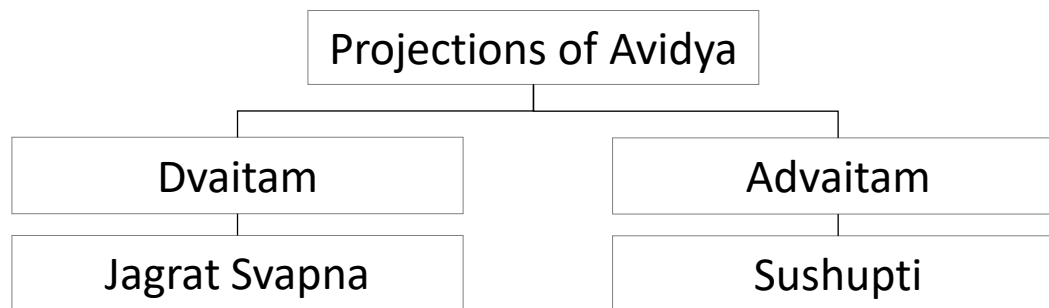 Projections of Avidya
Dvaitam
Advaitam
Jagrat Svapna
Sushupti